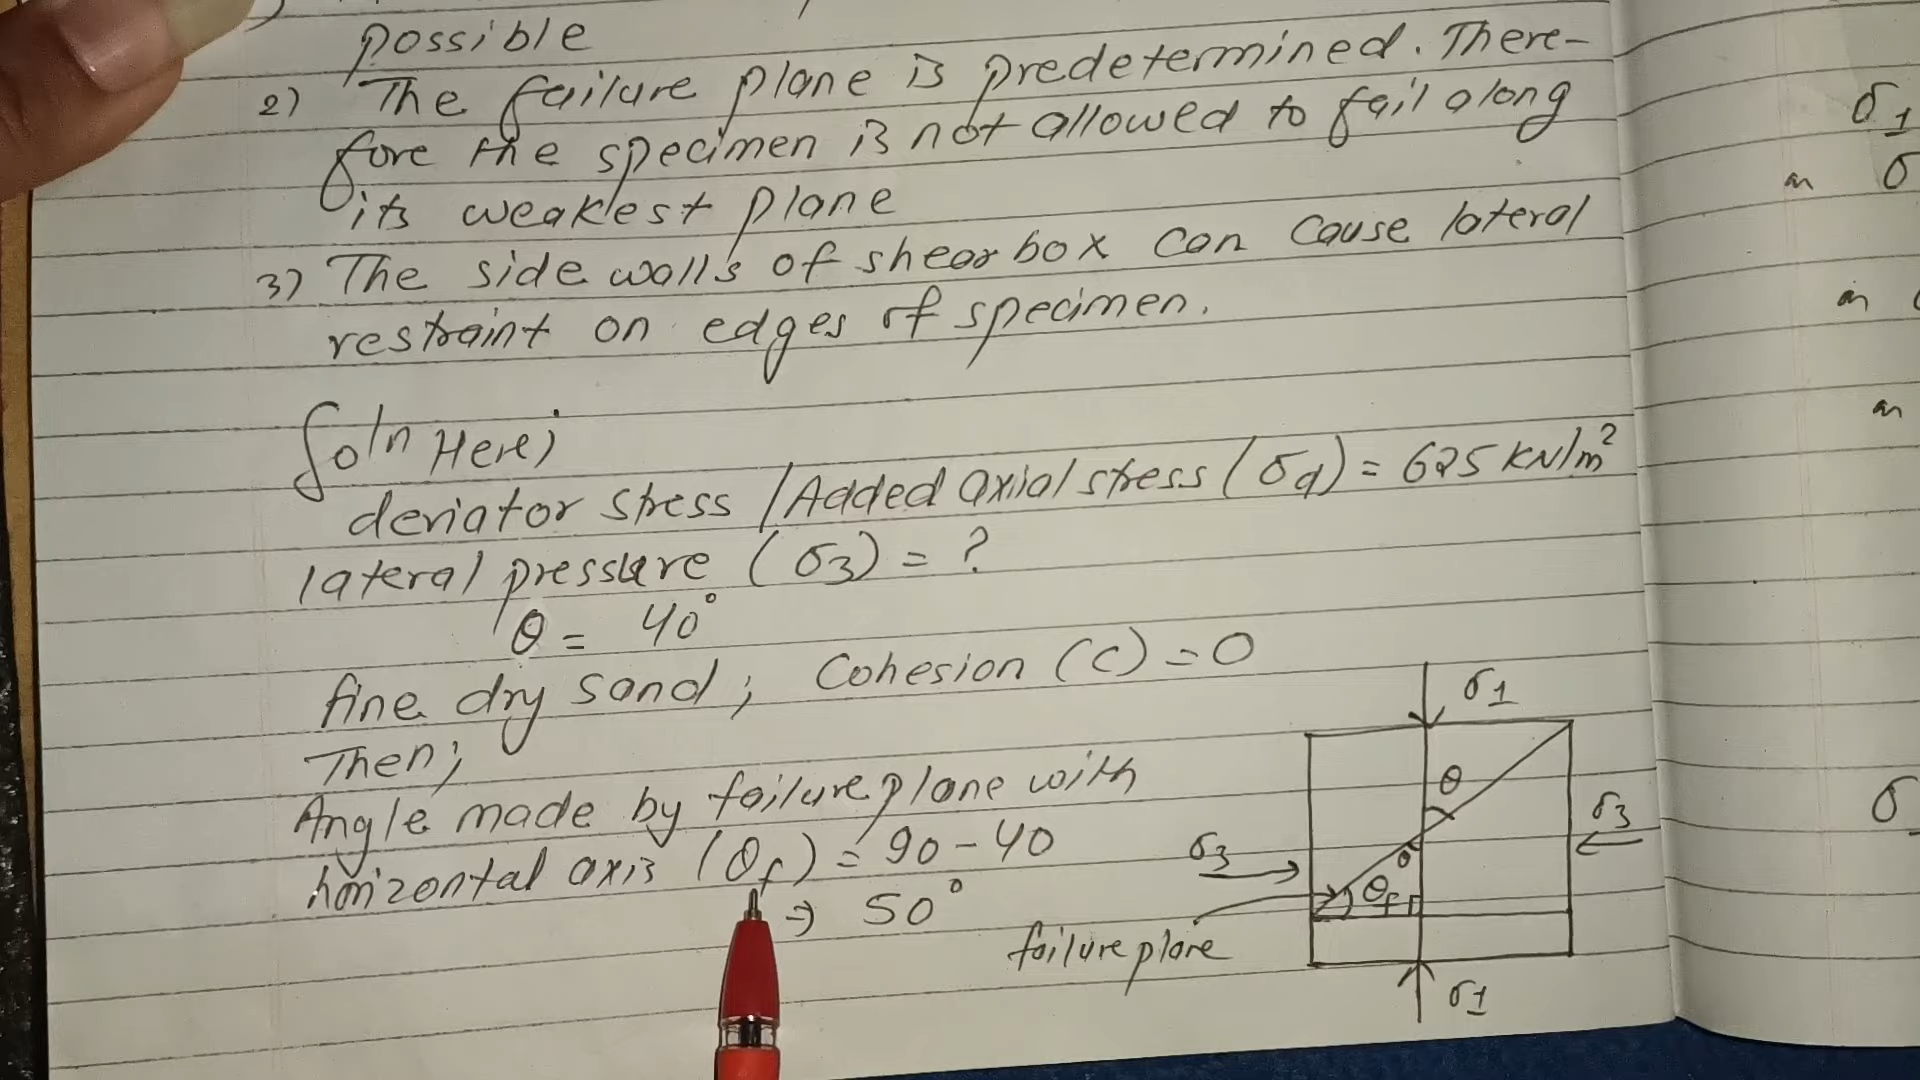 possible
2) The failure plane is predetermined. There-
fore the specimen is not allowed to fail along
its weakest plane
3) The side walls of shear box can cause lateral
restraint on edges of specimen.
Soln Here;
deviator stress / Added axial stress (σd) = 625 KN/m²
lateral pressure (σ3) = ?
θ = 40°
fine dry sand; Cohesion (c) = 0
Then;
Angle made by failure plane with
horizontal axis (θf) = 90 - 40
⇒ 50°
σ1
θ
σ3
σ3
θ
θf
failure plane
σ1
σ1
σ
σ